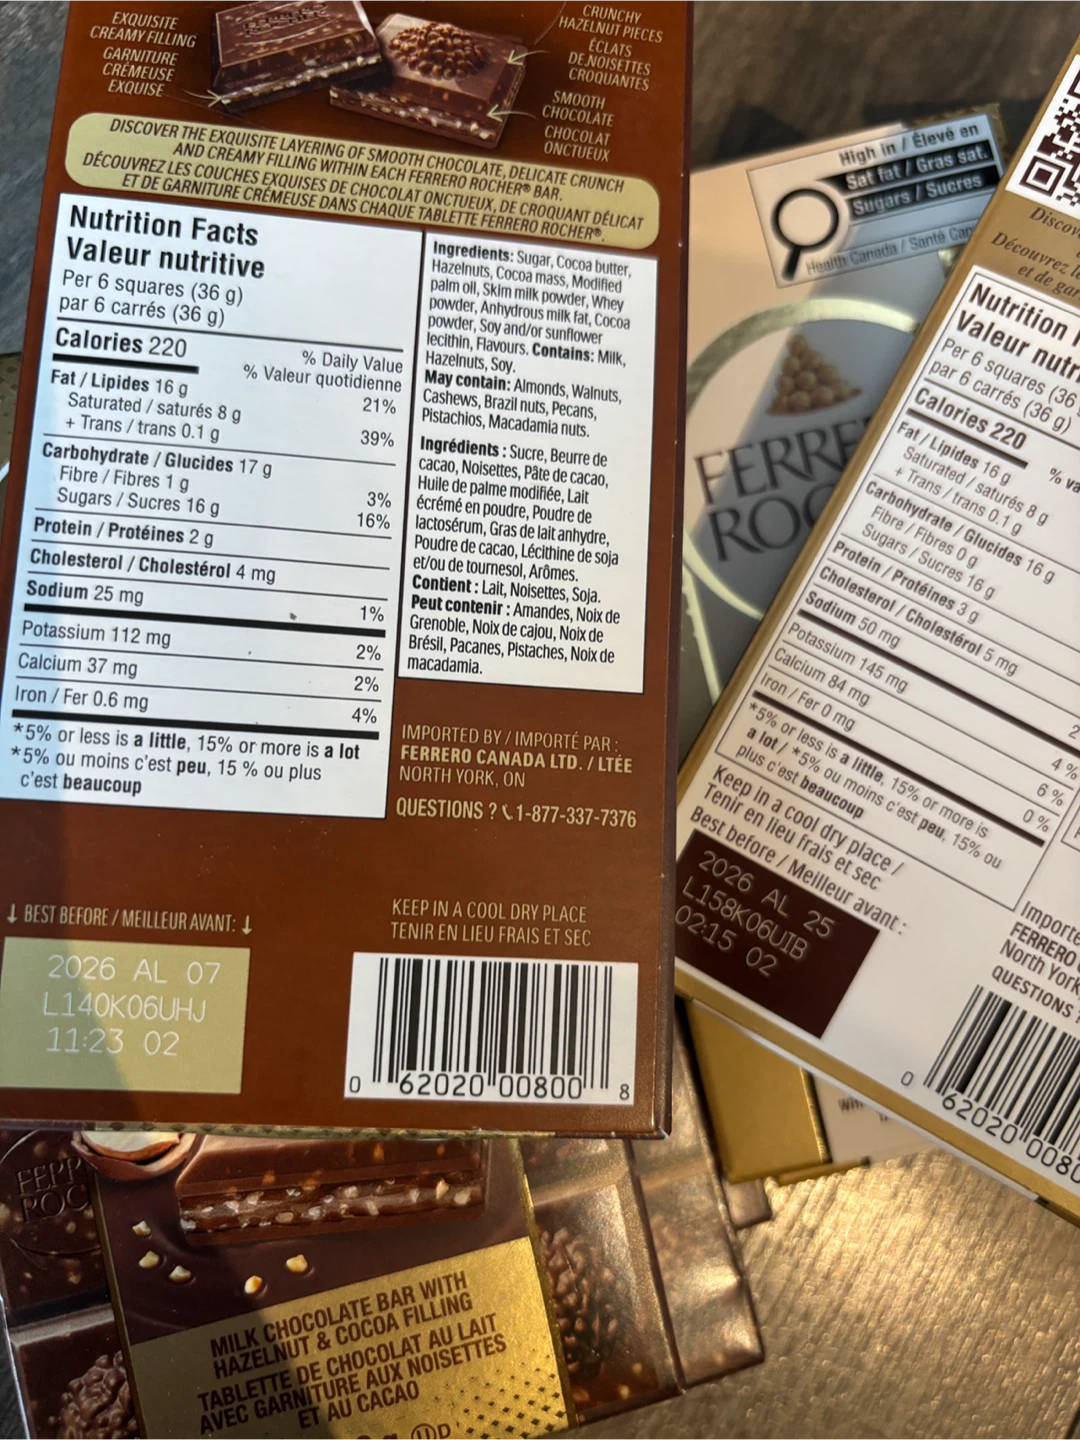 EXQUISITE
CREAMY FILLING
GARNITURE
CRÉMEUSE
EXQUISE
CRUNCHY
HAZELNUT PIECES
ÉCLATS
DE NOISETTES
CROQUANTES
SMOOTH
CHOCOLATE
CHOCOLAT
ONCTUEUX
DISCOVER THE EXQUISITE LAYERING OF SMOOTH CHOCOLATE, DELICATE CRUNCH
AND CREAMY FILLING WITHIN EACH FERRERO ROCHER® BAR.
DÉCOUVREZ LES COUCHES EXQUISES DE CHOCOLAT ONCTUEUX, DE CROQUANT DÉLICAT
ET DE GARNITURE CRÉMEUSE DANS CHAQUE TABLETTE FERRERO ROCHER®.
Nutrition Facts
Valeur nutritive
Per 6 squares (36 g)
par 6 carrés (36 g)
Calories 220
% Daily Value
% Valeur quotidienne
Fat / Lipides 16 g 21%
Saturated / saturés 8 g
+ Trans / trans 0.1 g 39%
Carbohydrate / Glucides 17 g
Fibre / Fibres 1 g 3%
Sugars / Sucres 16 g 16%
Protein / Protéines 2 g
Cholesterol / Cholestérol 4 mg
Sodium 25 mg 1%
Potassium 112 mg 2%
Calcium 37 mg 2%
Iron / Fer 0.6 mg 4%
*5% or less is a little, 15% or more is a lot
*5% ou moins c'est peu, 15 % ou plus
c'est beaucoup
Ingredients: Sugar, Cocoa butter,
Hazelnuts, Cocoa mass, Modified
palm oil, Skim milk powder, Whey
powder, Anhydrous milk fat, Cocoa
powder, Soy and/or sunflower
lecithin, Flavours. Contains: Milk,
Hazelnuts, Soy.
May contain: Almonds, Walnuts,
Cashews, Brazil nuts, Pecans,
Pistachios, Macadamia nuts.
Ingrédients : Sucre, Beurre de
cacao, Noisettes, Pâte de cacao,
Huile de palme modifiée, Lait
écrémé en poudre, Poudre de
lactosérum, Gras de lait anhydre,
Poudre de cacao, Lécithine de soja
et/ou de tournesol, Arômes.
Contient : Lait, Noisettes, Soja.
Peut contenir : Amandes, Noix de
Grenoble, Noix de cajou, Noix de
Brésil, Pacanes, Pistaches, Noix de
macadamia.
IMPORTED BY / IMPORTÉ PAR :
FERRERO CANADA LTD. / LTÉE
NORTH YORK, ON
QUESTIONS ? 1-877-337-7376
↓ BEST BEFORE / MEILLEUR AVANT: ↓
2026 AL 07
L140K06UHJ
11:23 02
KEEP IN A COOL DRY PLACE
TENIR EN LIEU FRAIS ET SEC
0 62020 00800 8
High in / Élevé en
Sat fat / Gras sat.
Sugars / Sucres
Health Canada / Santé Can
FERRE
ROC
Discov
Découvrez l
et de gar
Nutrition
Valeur nutr
Per 6 squares (36
par 6 carrés (36 g)
Calories 220
% Va
Fat / Lipides 16 g
Saturated / saturés 8 g
+ Trans / trans 0.1 g
Carbohydrate / Glucides 16 g
Fibre / Fibres 0 g
Sugars / Sucres 16 g
Protein / Protéines 3 g
Cholesterol / Cholestérol 5 mg
Sodium 50 mg 2
Potassium 145 mg 4 %
Calcium 84 mg 6 %
Iron / Fer 0 mg 0 %
*5% or less is a little, 15% or more is
a lot / *5% ou moins c'est peu, 15% ou
plus c'est beaucoup
Keep in a cool dry place /
Tenir en lieu frais et sec
Best before / Meilleur avant :
2026 AL 25
L158K06UIB
02:15 02
Importe
FERRERO
North York
QUESTIONS
0 62020 0080
FERR
ROC
MILK CHOCOLATE BAR WITH
HAZELNUT & COCOA FILLING
TABLETTE DE CHOCOLAT AU LAIT
AVEC GARNITURE AUX NOISETTES
ET AU CACAO